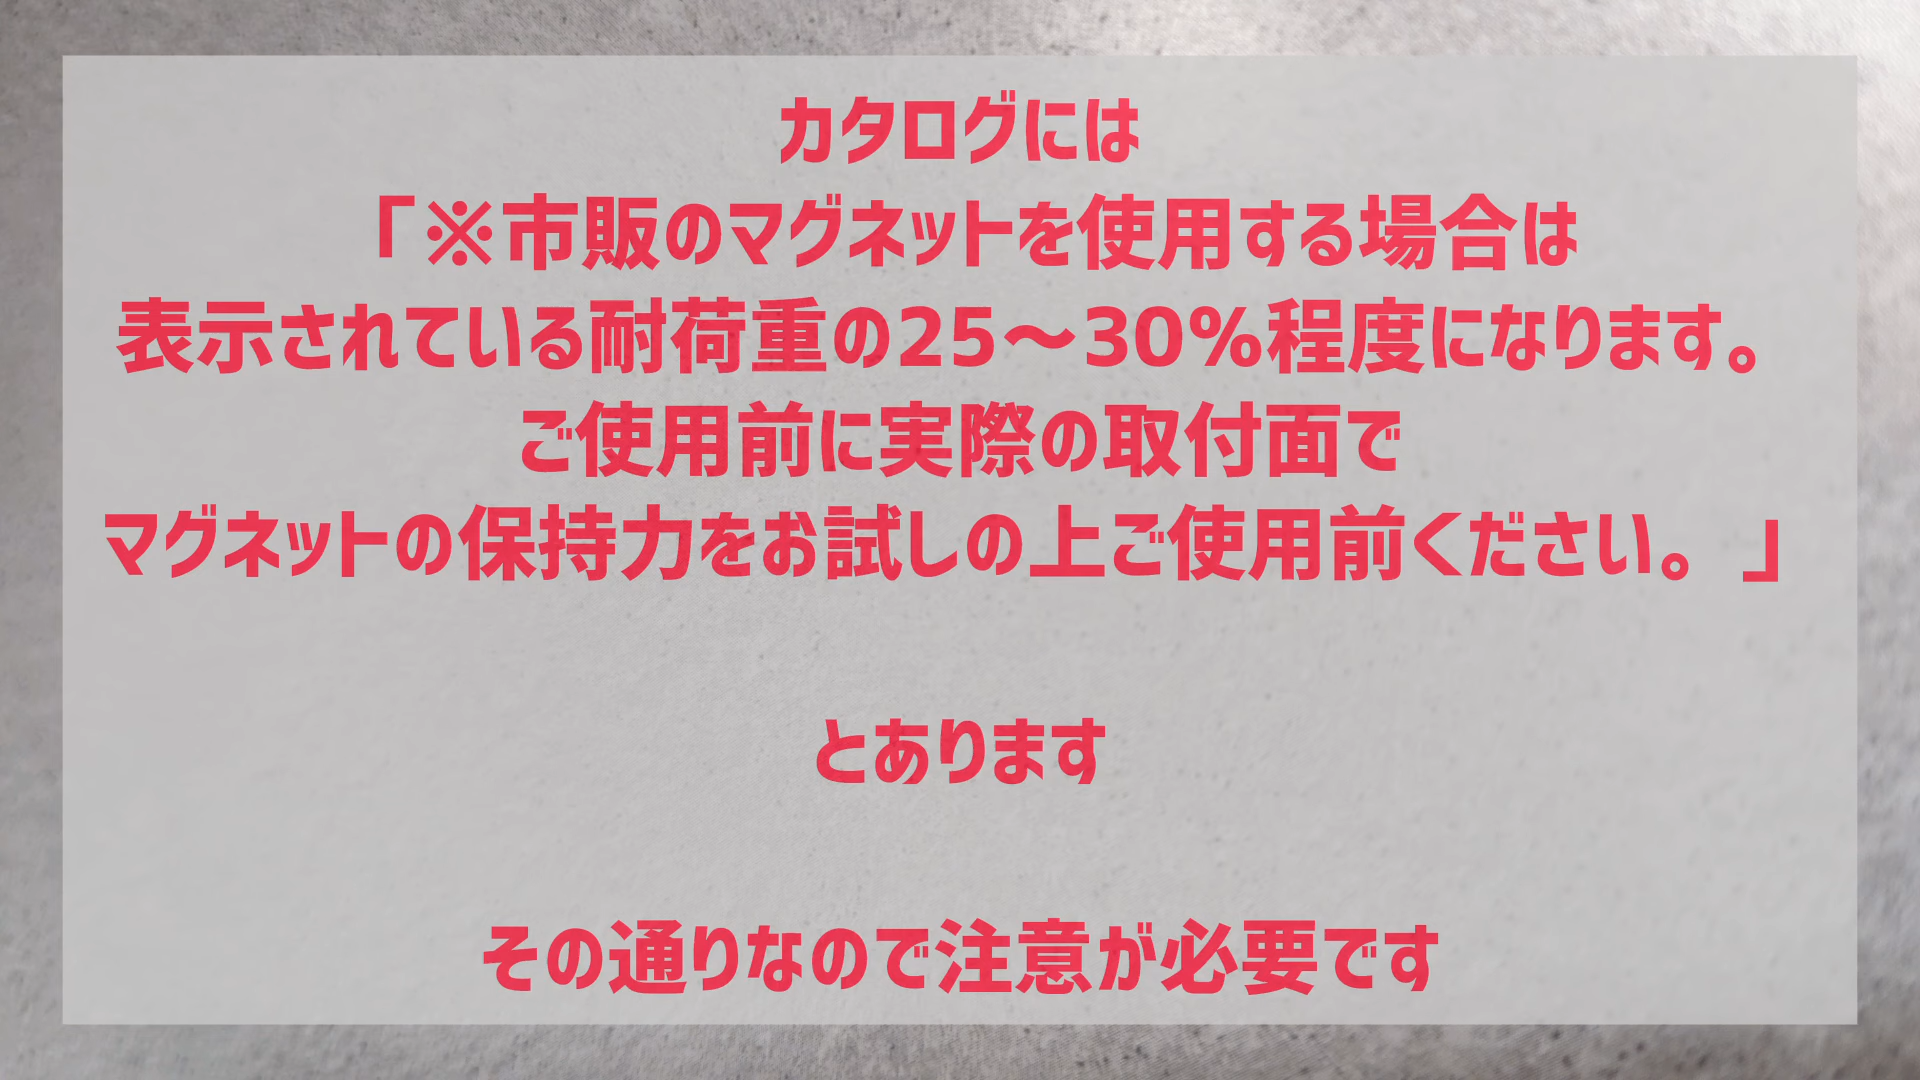 カタログには
「※市販のマグネットを使用する場合は
表示されている耐荷重の25〜30%程度になります。
ご使用前に実際の取付面で
マグネットの保持力をお試しの上ご使用前ください。」
とあります
その通りなので注意が必要です